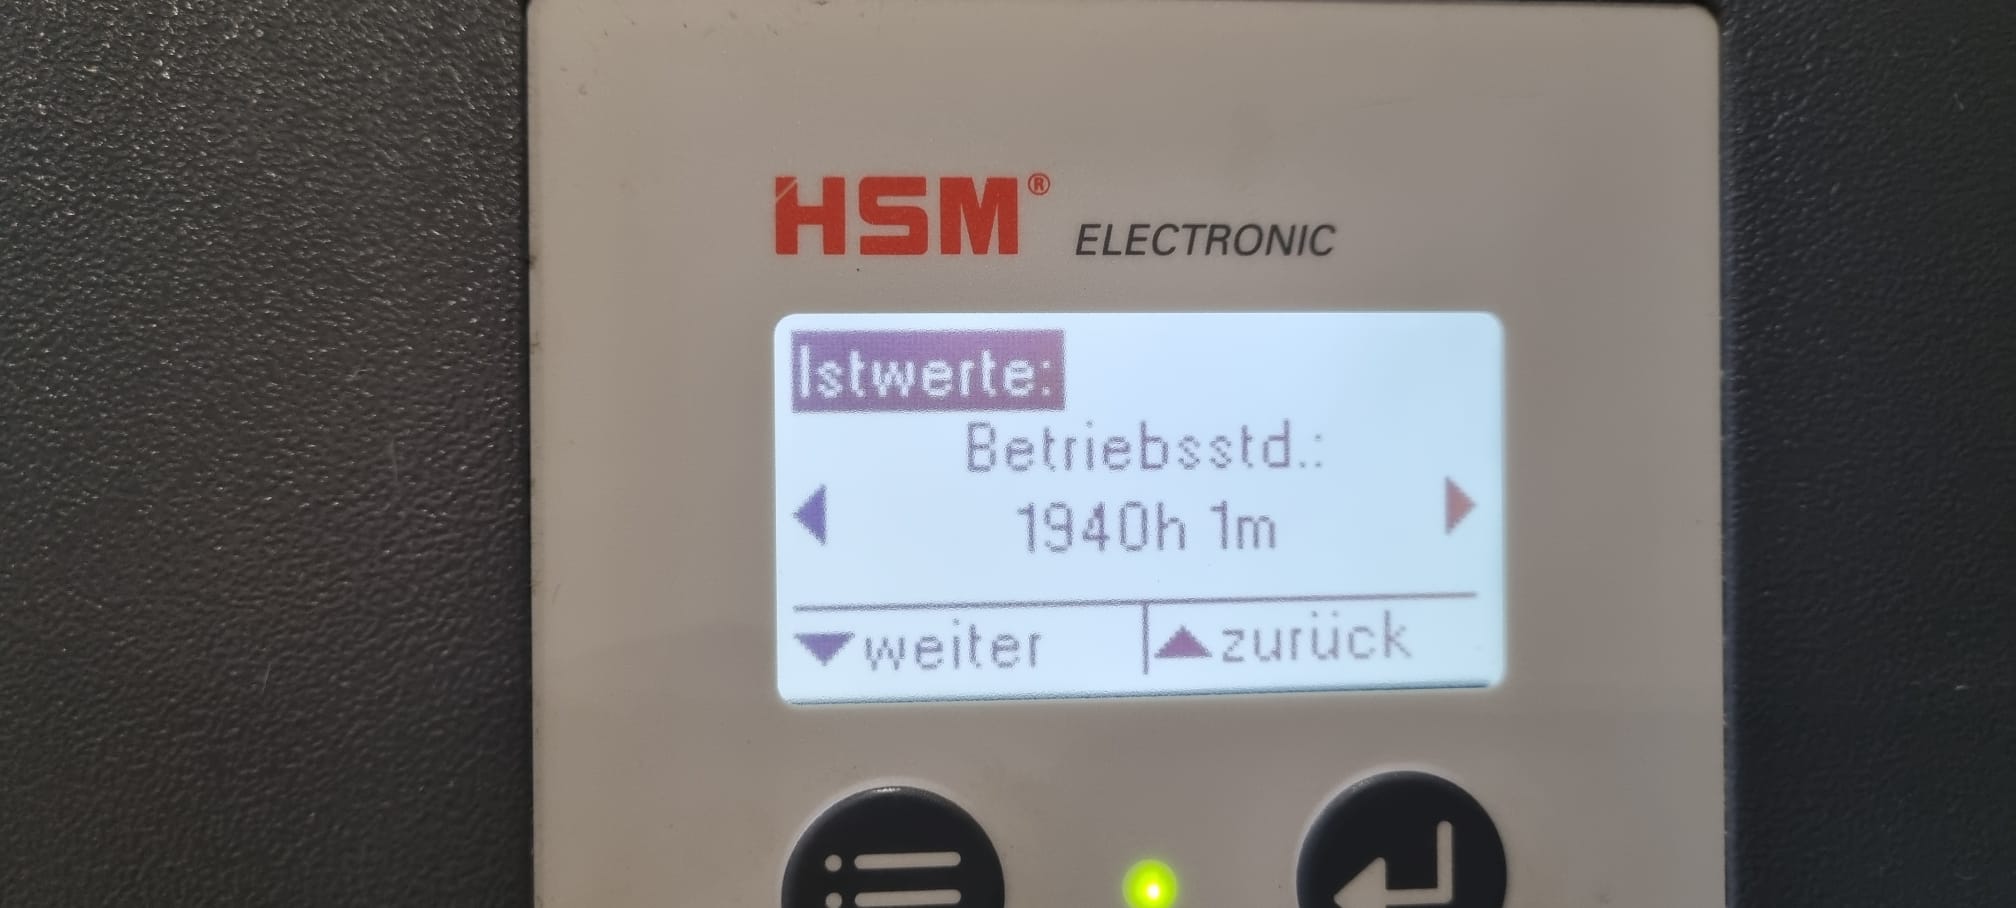 HSM® ELECTRONIC
Istwerte:
Betriebsstd.:
1940h 1m
weiter zurück